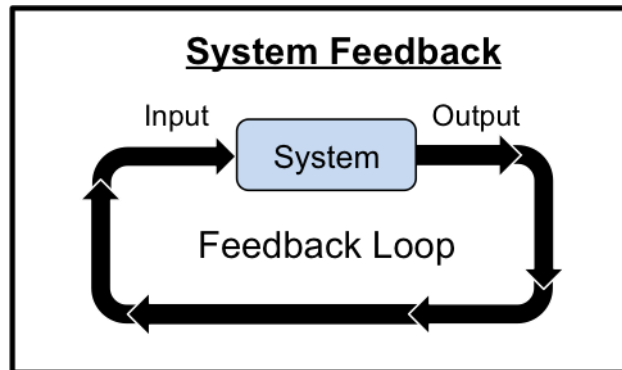 System Feedback
Input
Output
System
Feedback Loop